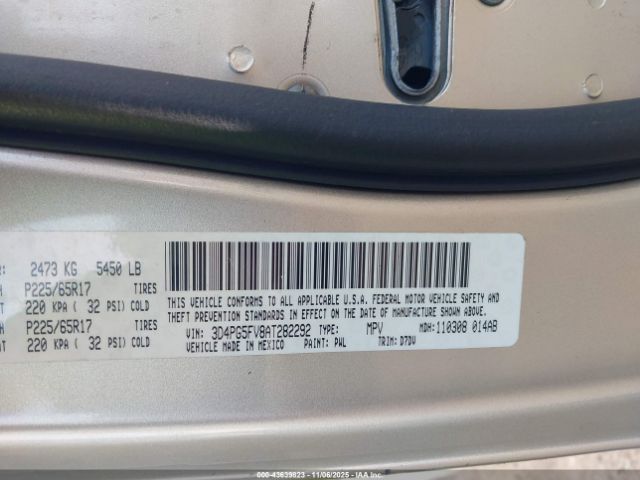 R: 2473 KG 5450 LB
H P225/65R17 TIRES
T 220 KPA ( 32 PSI) COLD
H P225/65R17 TIRES
220 KPA ( 32 PSI) COLD
THIS VEHICLE CONFORMS TO ALL APPLICABLE U.S.A. FEDERAL MOTOR VEHICLE SAFETY AND
THEFT PREVENTION STANDARDS IN EFFECT ON THE DATE OF MANUFACTURE SHOWN ABOVE.
VIN: 3D4PG5FV8AT282292 TYPE: MPV MDH: 110308 014AB
VEHICLE MADE IN MEXICO PAINT: PWL TRIM: D7DV
000-43639823 - 11/06/2025 - IAAI.COM